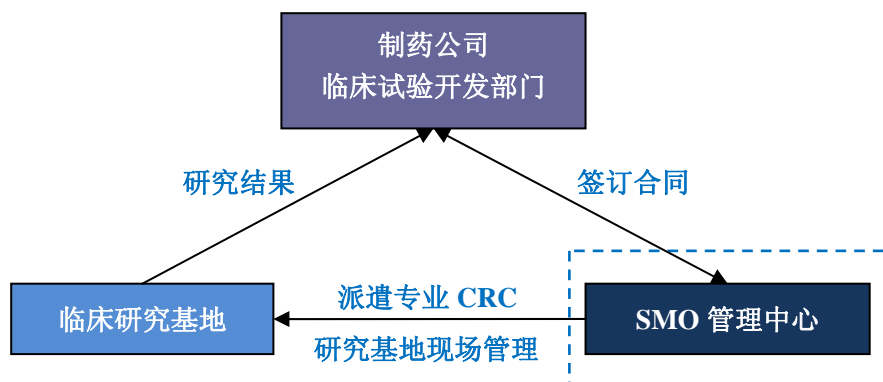 制药公司
临床试验开发部门
研究结果
签订合同
派遣专业 CRC
临床研究基地
SMO 管理中心
研究基地现场管理